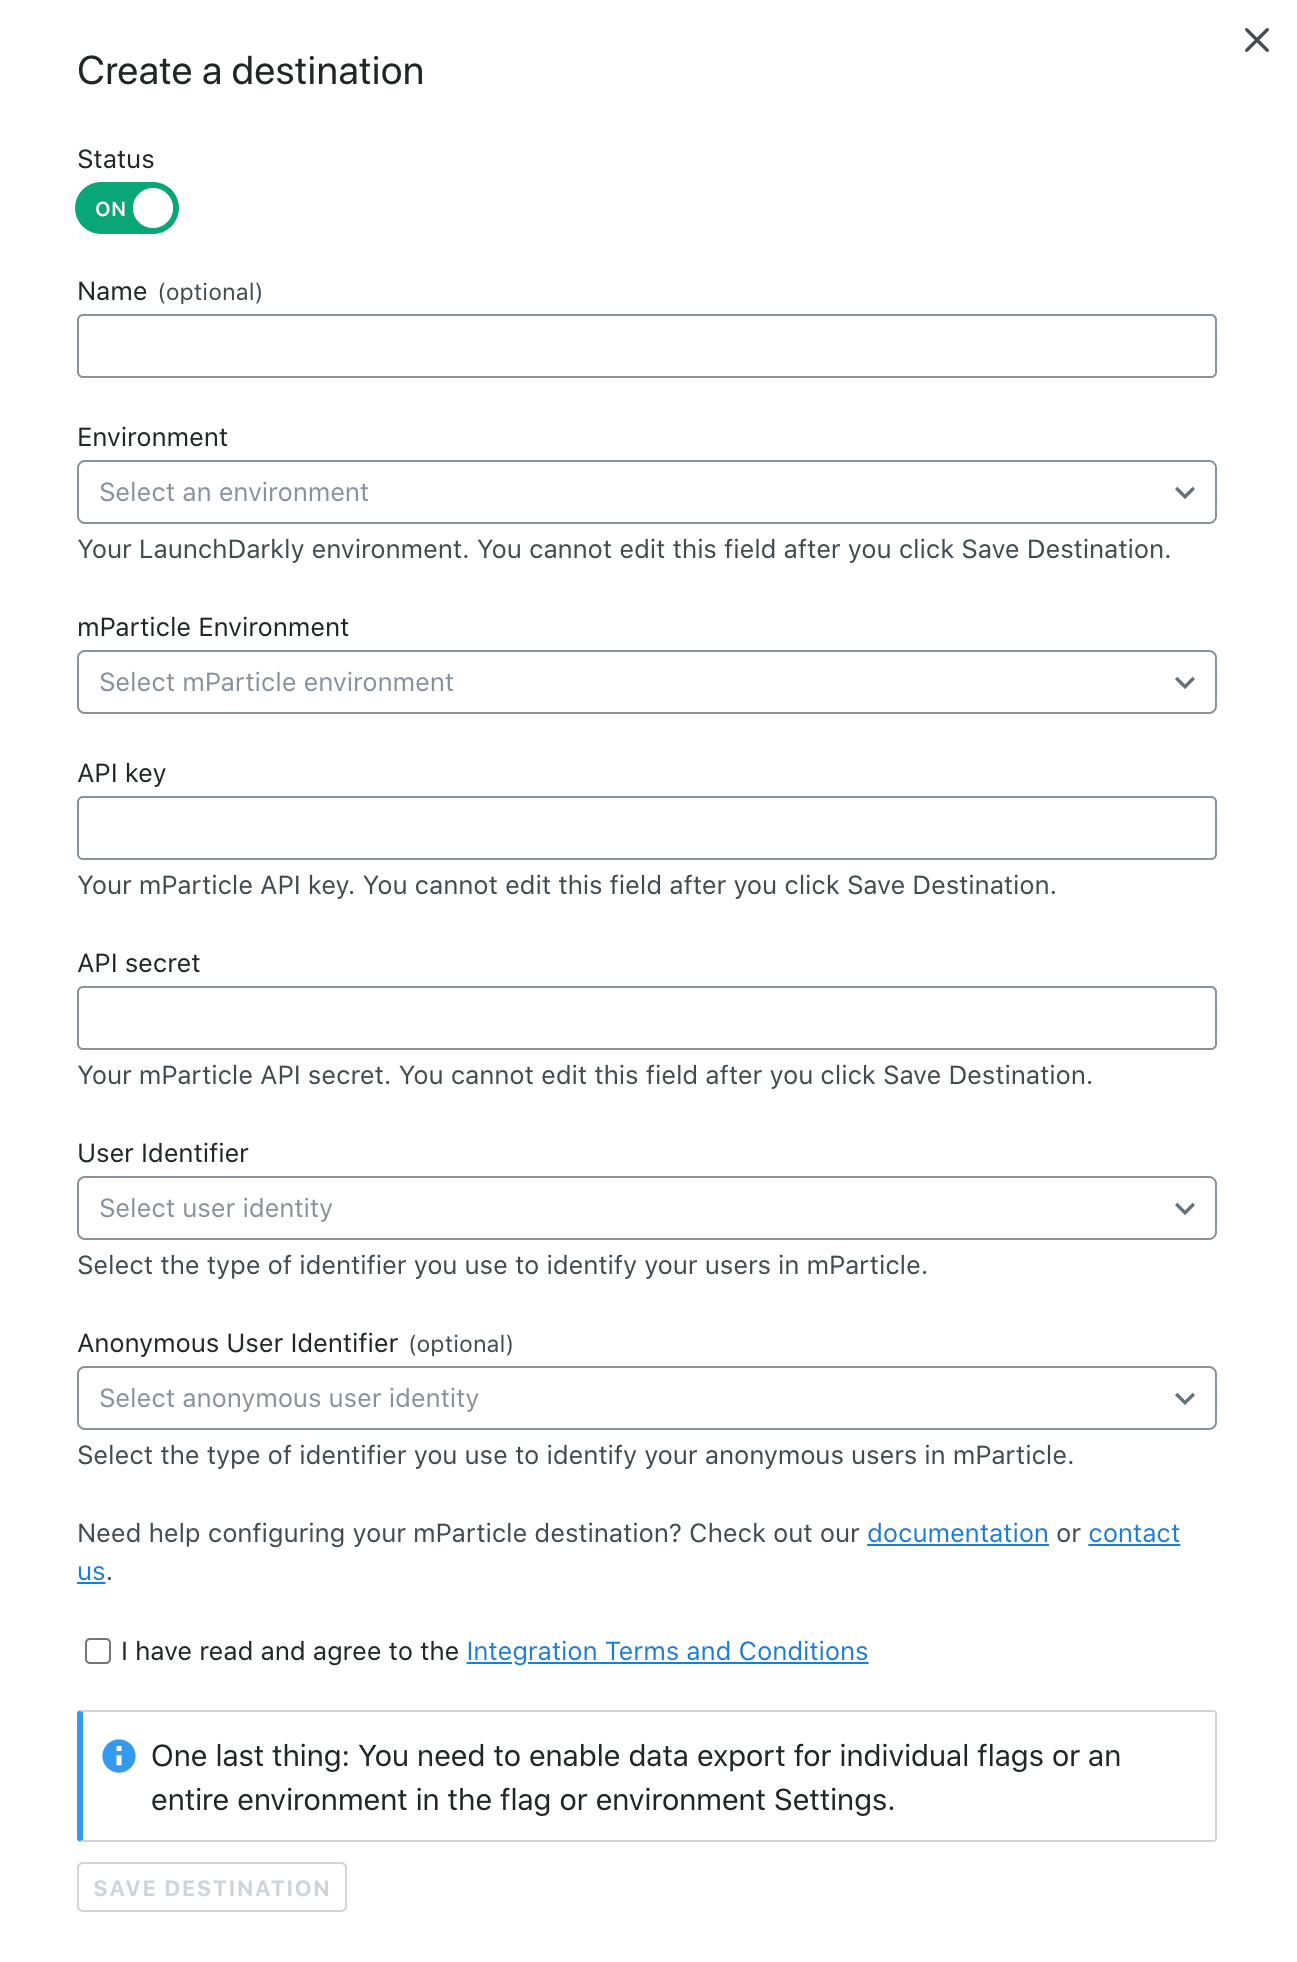 Create a destination
Status
ON
Name (optional)
Environment
Select an environment
Your LaunchDarkly environment. You cannot edit this field after you click Save Destination.
mParticle Environment
Select mParticle environment
API key
Your mParticle API key. You cannot edit this field after you click Save Destination.
API secret
Your mParticle API secret. You cannot edit this field after you click Save Destination.
User Identifier
Select user identity
Select the type of identifier you use to identify your users in mParticle.
Anonymous User Identifier (optional)
Select anonymous user identity
Select the type of identifier you use to identify your anonymous users in mParticle.
Need help configuring your mParticle destination? Check out our documentation or contact
us.
I have read and agree to the Integration Terms and Conditions
One last thing: You need to enable data export for individual flags or an
entire environment in the flag or environment Settings.
SAVE DESTINATION